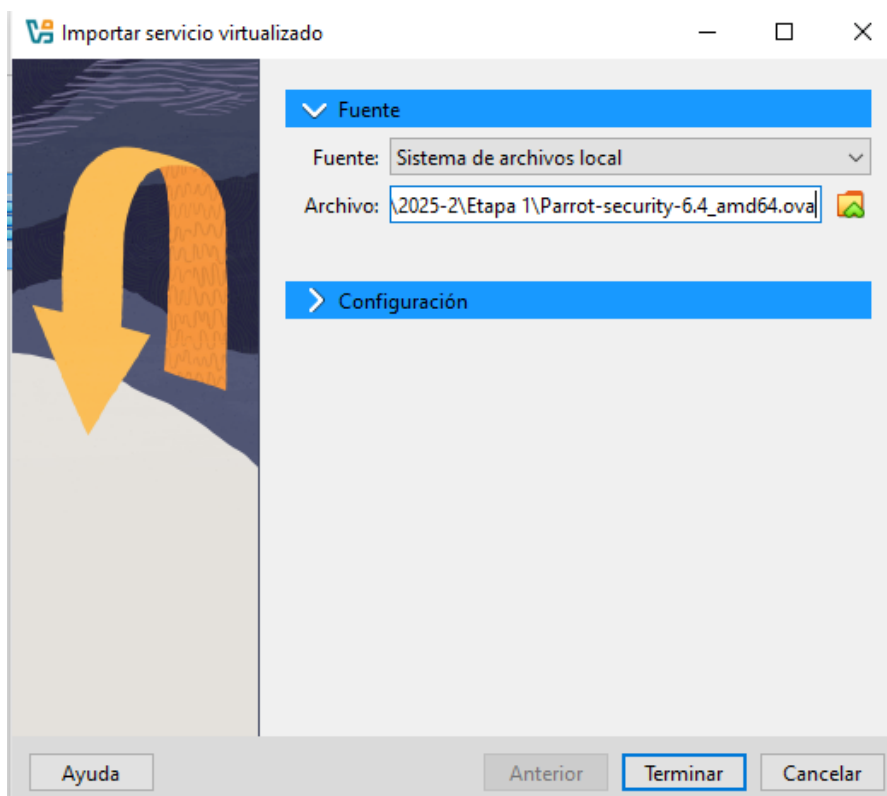 Importar servicio virtualizado
Fuente
Fuente: Sistema de archivos local
Archivo: \2025-2\Etapa 1\Parrot-security-6.4_amd64.ova
Configuración
Ayuda Anterior Terminar Cancelar